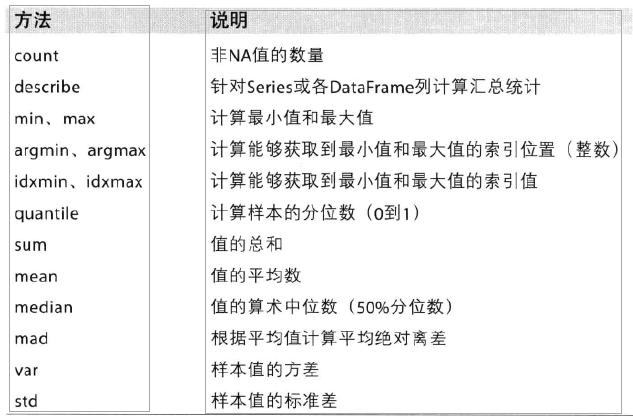 方法 说明
count 非NA值的数量
describe 针对Series或各DataFrame列计算汇总统计
min、max 计算最小值和最大值
argmin、argmax 计算能够获取到最小值和最大值的索引位置（整数）
idxmin、idxmax 计算能够获取到最小值和最大值的索引值
quantile 计算样本的分位数（0到1）
sum 值的总和
mean 值的平均数
median 值的算术中位数（50%分位数）
mad 根据平均值计算平均绝对离差
var 样本值的方差
std 样本值的标准差